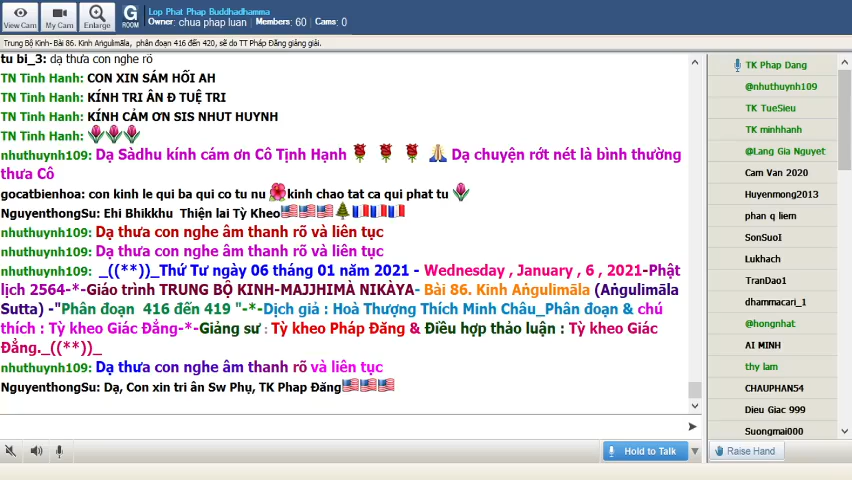 Lop Phat Phap Buddhadhamma
Owner: chua phap luan Members: 60 Cams: 0
View Cam
My Cam
Enlarge
G
ROOM
Trung Bộ Kinh- Bài 86. Kinh Aṅgulimāla, phân đoạn 416 đến 420, sẽ do TT Pháp Đăng giảng giải.
tu bi_3: dạ thưa con nghe rõ
TN Tinh Hanh: CON XIN SÁM HỐI AH
TN Tinh Hanh: KÍNH TRI ÂN Đ TUỆ TRI
TN Tinh Hanh: KÍNH CẢM ƠN SIS NHUT HUYNH
TN Tinh Hanh:
nhuthuynh109: Dạ Sàdhu kính cám ơn Cô Tịnh Hạnh Dạ chuyện rớt nét là bình thường
thưa Cô
gocatbienhoa: con kinh le qui ba qui co tu nu kinh chao tat ca qui phat tu
NguyenthongSu: Ehi Bhikkhu Thiện lai Tỳ Kheo
nhuthuynh109: Dạ thưa con nghe âm thanh rõ và liên tục
nhuthuynh109: Dạ thưa con nghe âm thanh rõ và liên tục
nhuthuynh109: _((**))_Thứ Tư ngày 06 tháng 01 năm 2021 - Wednesday , January , 6 , 2021-Phật
lịch 2564-*-Giáo trình TRUNG BỘ KINH-MAJJHIMÀ NIKÀYA- Bài 86. Kinh Aṅgulimāla (Aṅgulimāla
Sutta) -"Phân đoạn 416 đến 419 "-*-Dịch giả : Hoà Thượng Thích Minh Châu_Phân đoạn & chú
thích : Tỳ kheo Giác Đẳng-*-Giảng sư : Tỳ kheo Pháp Đăng & Điều hợp thảo luận : Tỳ kheo Giác
Đẳng._((**))_
nhuthuynh109: Dạ thưa con nghe âm thanh rõ và liên tục
NguyenthongSu: Dạ, Con xin tri ân Sw Phụ, TK Phap Đăng
Hold to Talk
TK Phap Dang
@nhuthuynh109
TK TueSieu
TK minhhanh
@Lang Gia Nguyet
Cam Van 2020
Huyenmong2013
phan q liem
SonSuoI
Lukhach
TranDao1
dhammacari_1
@hongnhat
AI MINH
thy lam
CHAUPHAN54
Dieu Giac 999
Suongmai000
Raise Hand